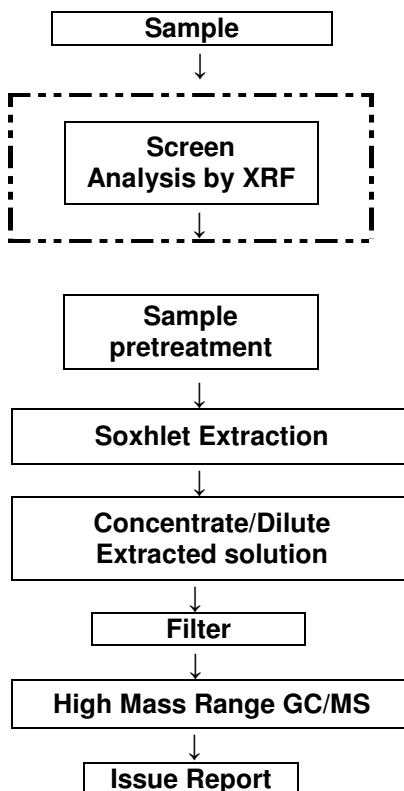 Sample
↓
Screen
Analysis by XRF
↓
Sample
pretreatment
↓
Soxhlet Extraction
↓
Concentrate/Dilute
Extracted solution
↓
Filter
↓
High Mass Range GC/MS
↓
Issue Report